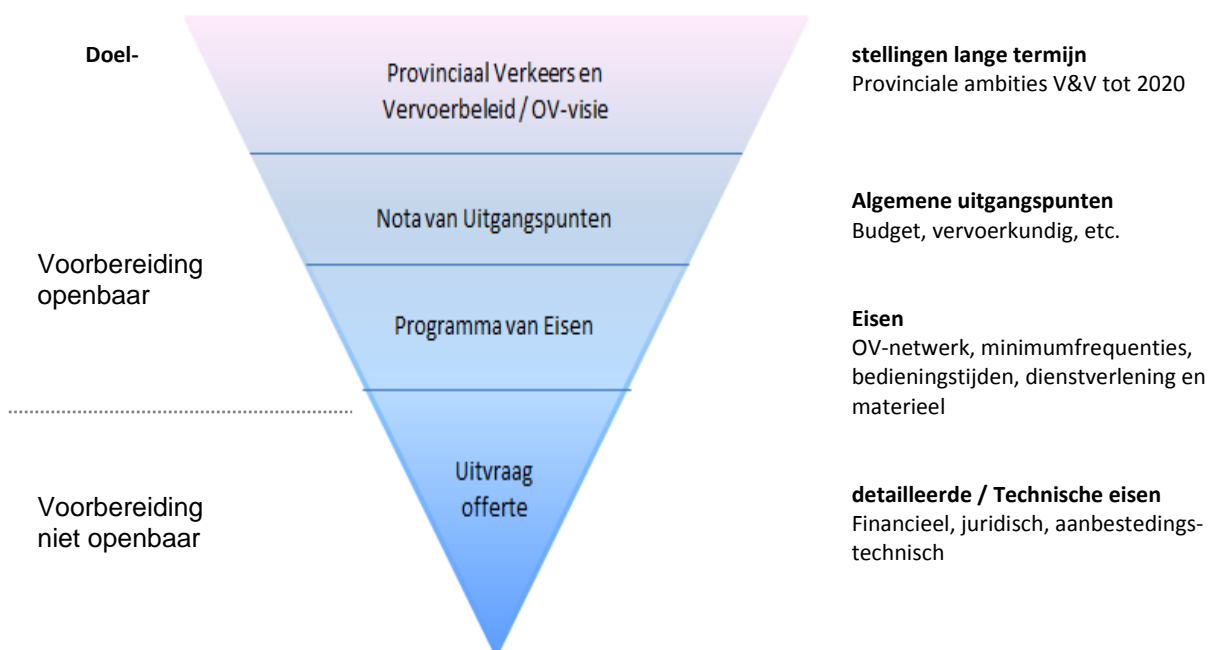 Doel-
Provinciaal Verkeers en
Vervoerbeleid / OV-visie
stellingen lange termijn
Provinciale ambities V&V tot 2020
Nota van Uitgangspunten
Algemene uitgangspunten
Budget, vervoerkundig, etc.
Voorbereiding
openbaar
Programma van Eisen
Eisen
OV-netwerk, minimumfrequenties,
bedieningstijden, dienstverlening en
materieel
Voorbereiding
niet openbaar
Uitvraag
offerte
detailleerde / Technische eisen
Financieel, juridisch, aanbestedings-
technisch